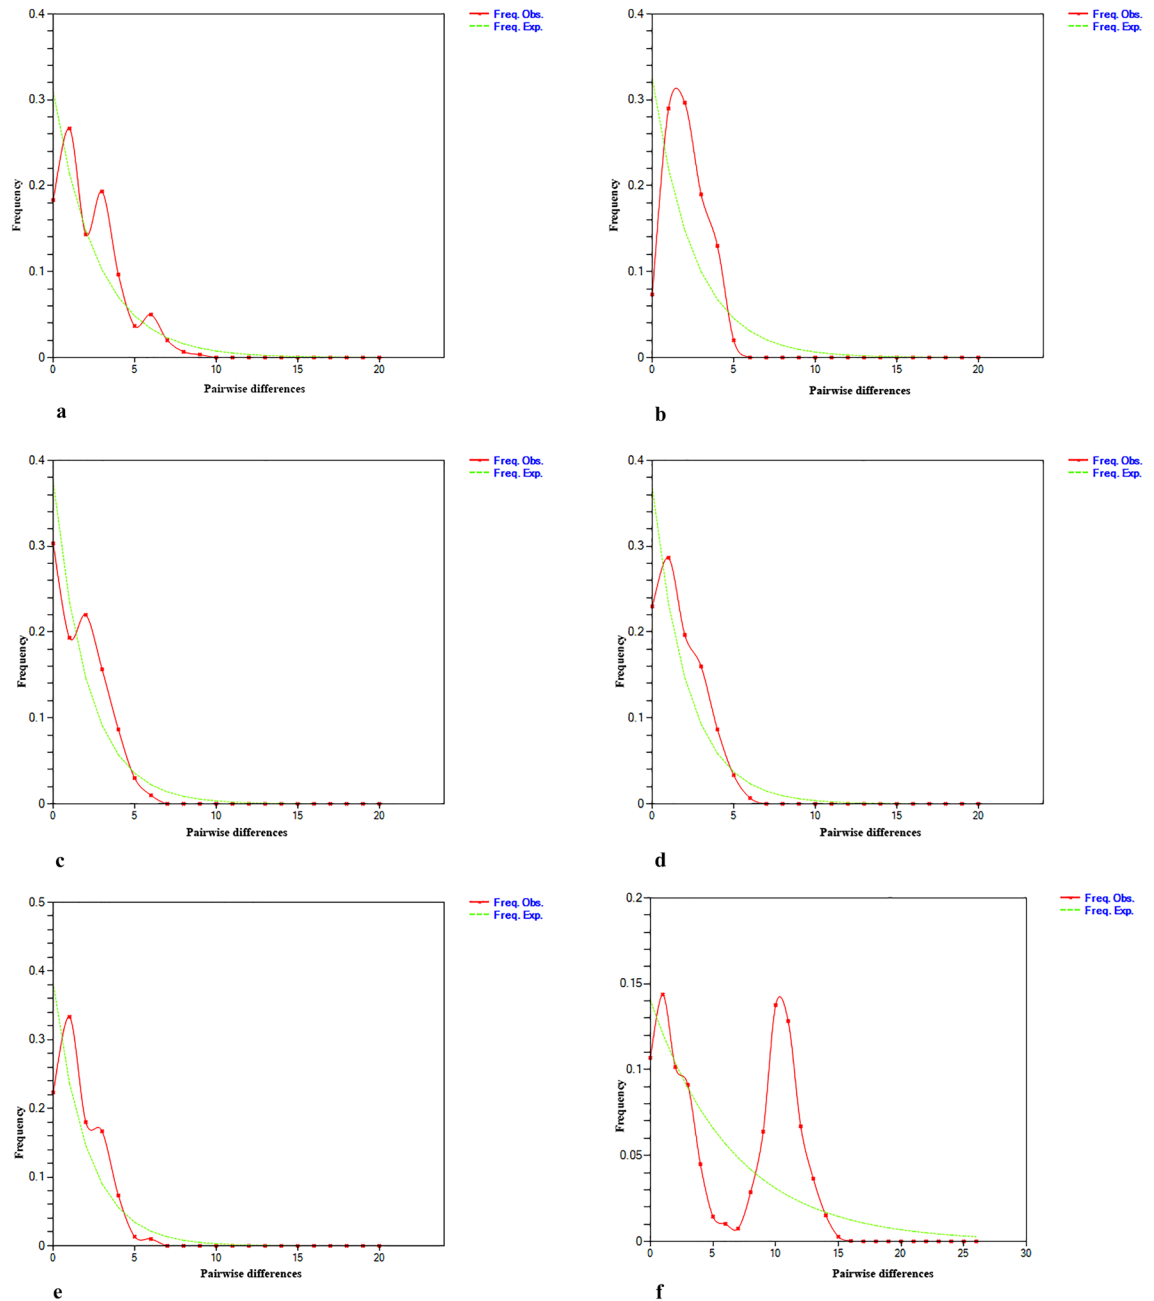 0.4
0.3
0.2
0.1
0
0 5 10 15 20
Frequency
Pairwise differences
Freq. Obs.
Freq. Exp.
a
0.4
0.3
0.2
0.1
0
0 5 10 15 20
Frequency
Pairwise differences
Freq. Obs.
Freq. Exp.
b
0.4
0.3
0.2
0.1
0
0 5 10 15 20
Frequency
Pairwise differences
Freq. Obs.
Freq. Exp.
c
0.4
0.3
0.2
0.1
0
0 5 10 15 20
Frequency
Pairwise differences
Freq. Obs.
Freq. Exp.
d
0.5
0.4
0.3
0.2
0.1
0
0 5 10 15 20
Frequency
Pairwise differences
Freq. Obs.
Freq. Exp.
e
0.2
0.15
0.1
0.05
0
0 5 10 15 20 25 30
Frequency
Pairwise differences
Freq. Obs.
Freq. Exp.
f